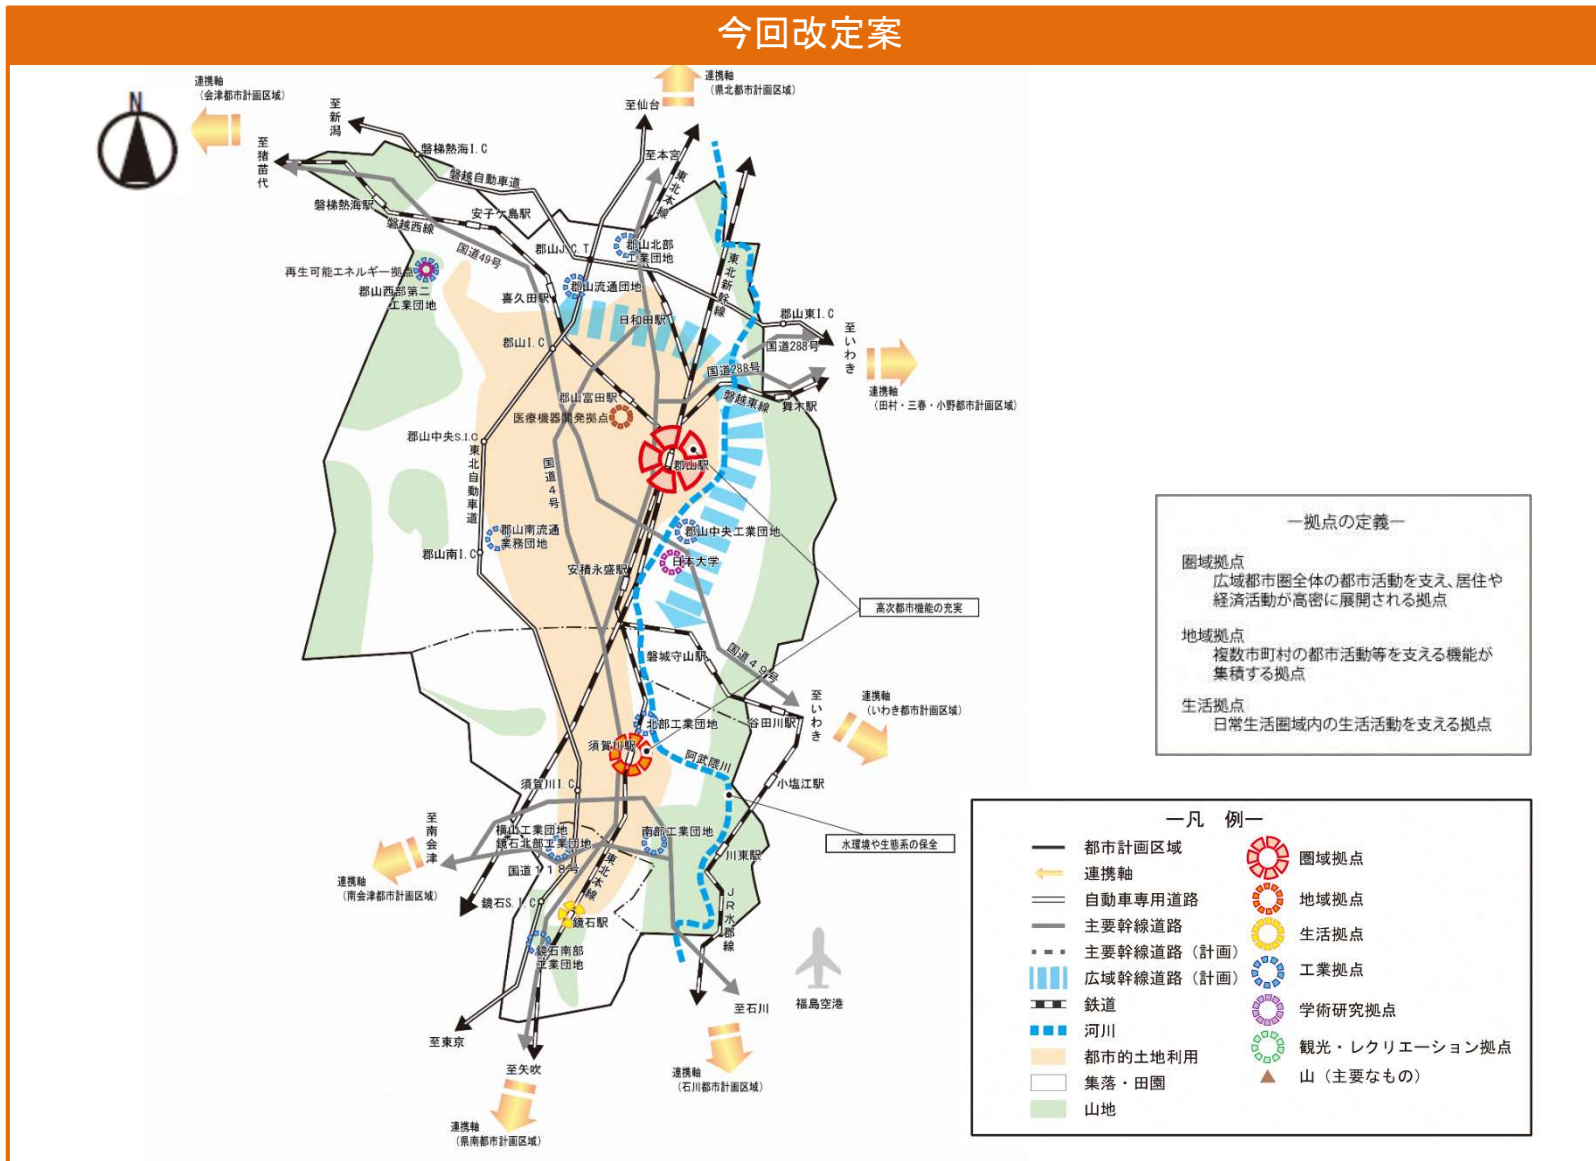 今回改定案
連携軸
（会津都市計画区域）
連携軸
（県北都市計画区域）
N
至新潟
至仙台
至猪苗代
至本宮
磐梯熱海I.C
磐越自動車道
東北本線
磐梯熱海駅
安子ケ島駅
磐越西線
国道49号
郡山J.C.T
郡山北部
工業団地
東北新幹線
再生可能エネルギー拠点
郡山西部第二
工業団地
喜久田駅
郡山流通団地
日和田駅
郡山東I.C
至いわき
国道288号
郡山I.C
国道288号
連携軸
（田村・三春・小野都市計画区域）
郡山富田駅
磐越東線
舞木駅
医療機器開発拠点
郡山中央S.I.C
東北自動車道
国道４号
郡山駅
郡山南流通
業務団地
郡山中央工業団地
郡山南I.C
日本大学
安積永盛駅
高次都市機能の充実
磐城守山駅
国道４９号
至いわき
連携軸
（いわき都市計画区域）
北部工業団地
谷田川駅
須賀川駅
阿武隈川
小塩江駅
須賀川I.C
至南会津
横山工業団地
鏡石北部工業団地
南部工業団地
水環境や生態系の保全
川東駅
国道１１８号
東北本線
連携軸
（南会津都市計画区域）
鏡石S.I.C
鏡石駅
JR水郡線
鏡石南部
工業団地
福島空港
至石川
至東京
至矢吹
連携軸
（石川都市計画区域）
連携軸
（県南都市計画区域）
―拠点の定義―
圏域拠点
広域都市圏全体の都市活動を支え、居住や
経済活動が高密に展開される拠点
地域拠点
複数市町村の都市活動等を支える機能が
集積する拠点
生活拠点
日常生活圏域内の生活活動を支える拠点
―凡　例―
都市計画区域
連携軸
自動車専用道路
主要幹線道路
主要幹線道路（計画）
広域幹線道路（計画）
鉄道
河川
都市的土地利用
集落・田園
山地
圏域拠点
地域拠点
生活拠点
工業拠点
学術研究拠点
観光・レクリエーション拠点
山（主要なもの）